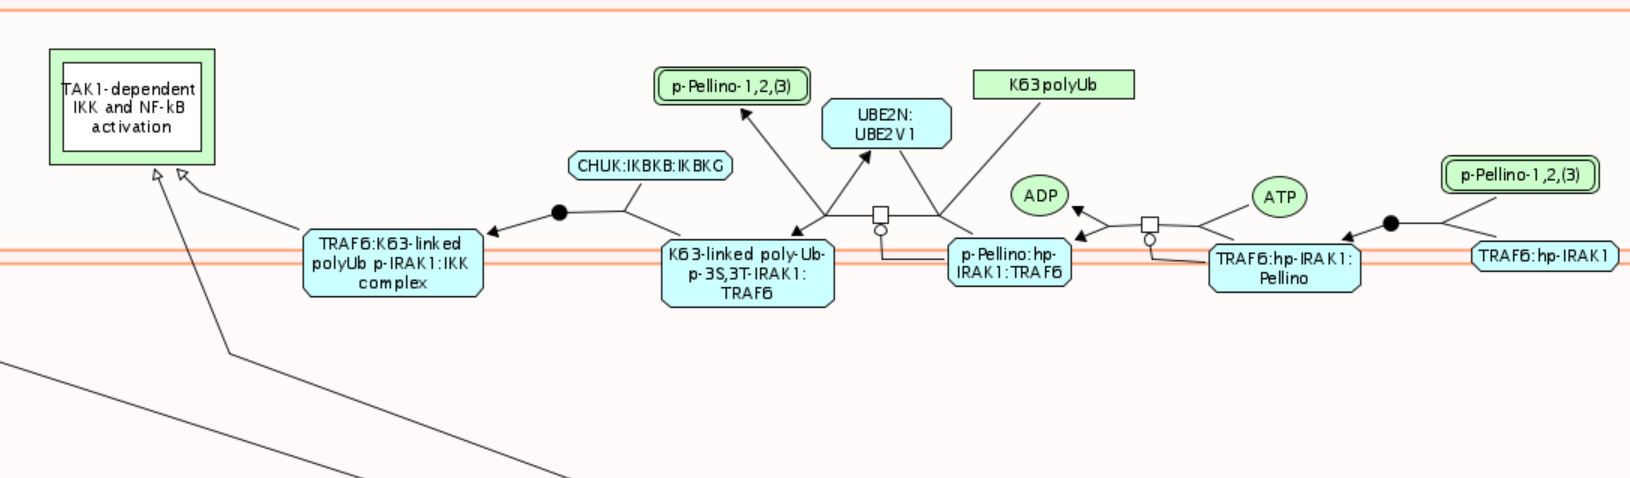 TAK1-dependent
IKK and NF-kB
activation
p-Pellino-1,2,(3)
K63polyUb
UBE2N:
UBE2V1
CHUK:IKBKB:IKBKG
ADP
ATP
p-Pellino-1,2,(3)
TRAF6:K63-linked
polyUb p-IRAK1:IKK
complex
K63-linked poly-Ub-
p-3S,3T-IRAK1:
TRAF6
p-Pellino:hp-
IRAK1:TRAF6
TRAF6:hp-IRAK1:
Pellino
TRAF6:hp-IRAK1